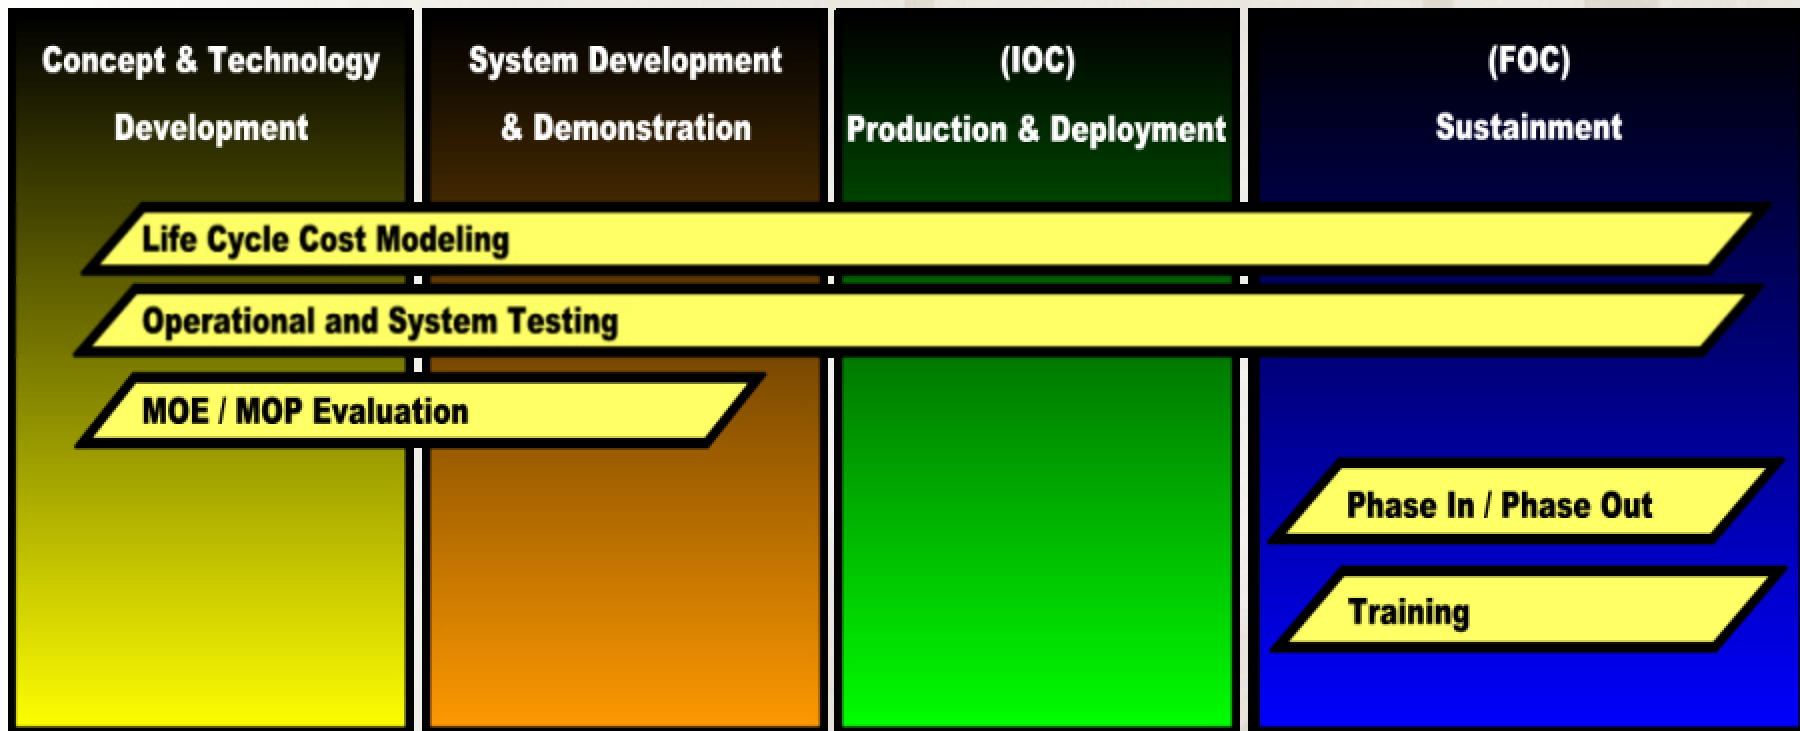 Concept & Technology
Development
System Development
& Demonstration
(IOC)
Production & Deployment
(FOC)
Sustainment
Life Cycle Cost Modeling
Operational and System Testing
MOE / MOP Evaluation
Phase In / Phase Out
Training